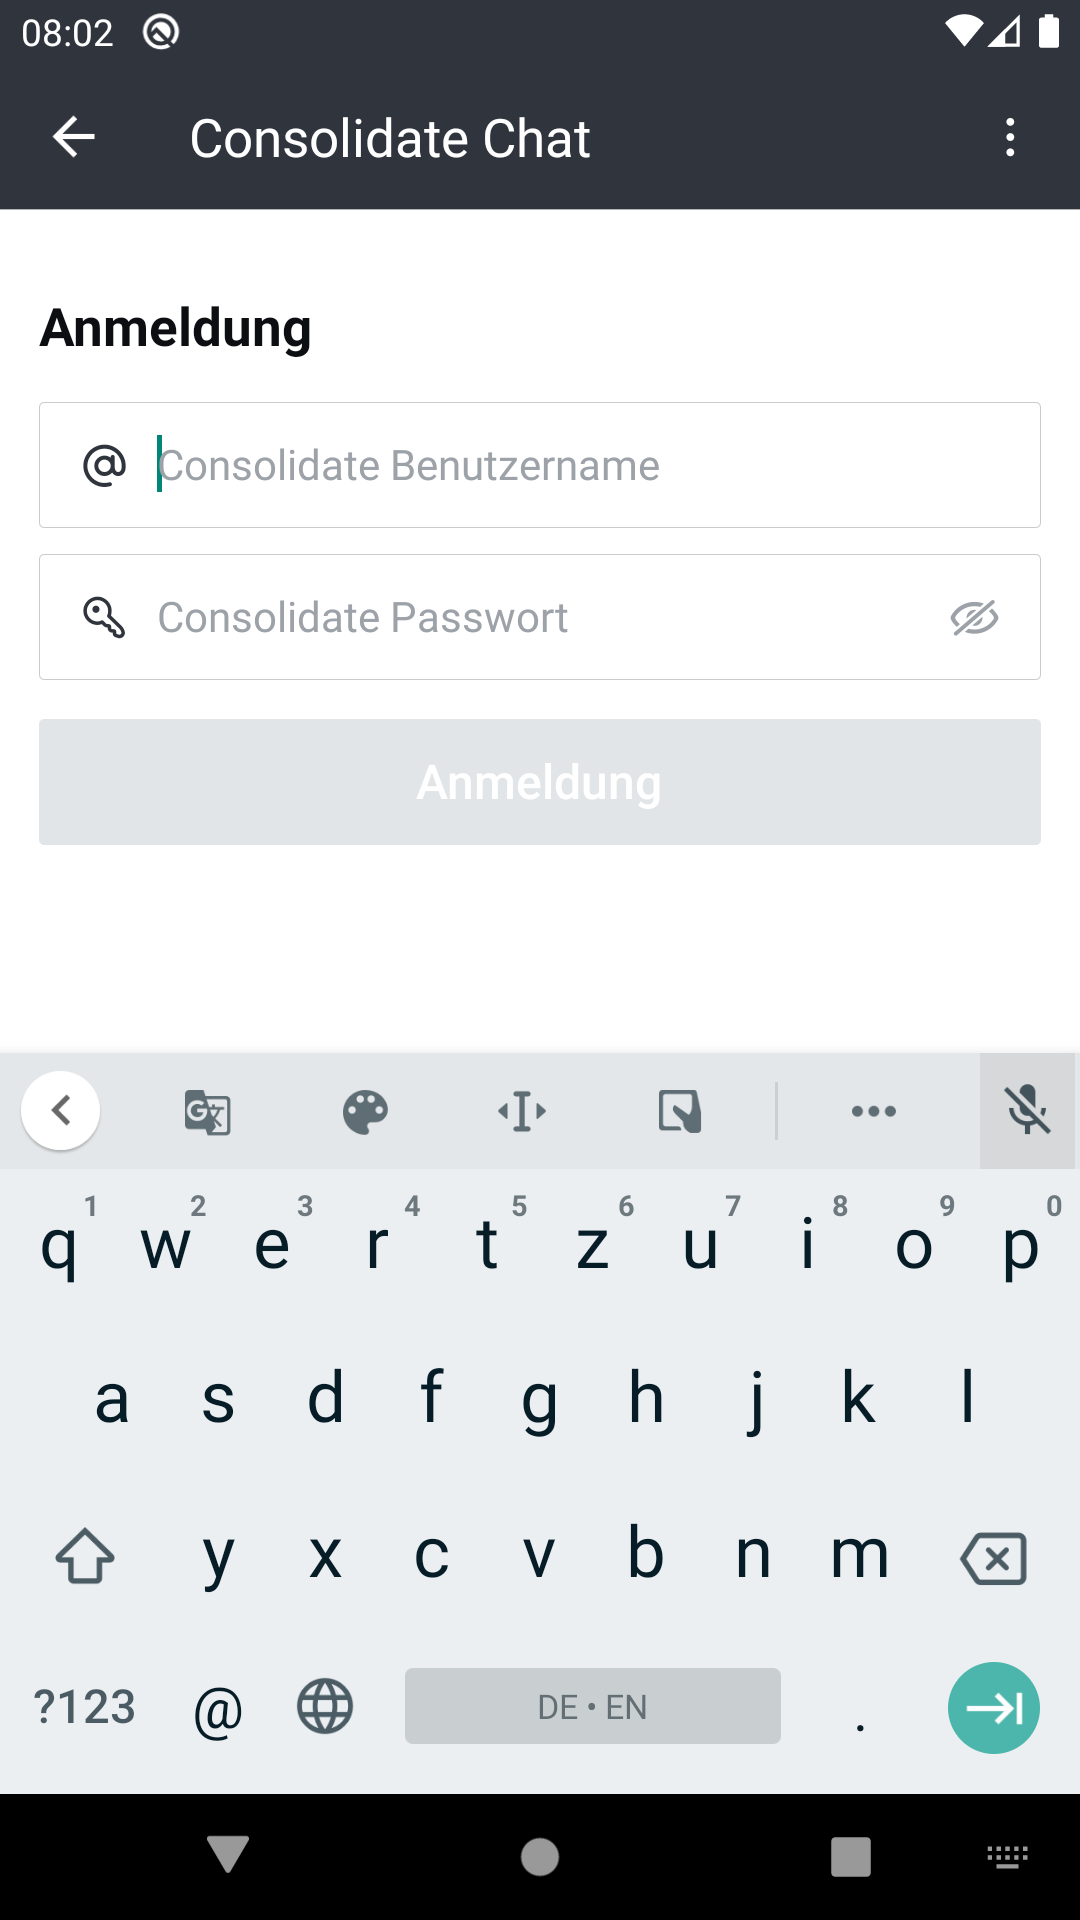 08:02
Consolidate Chat
Anmeldung
@ Consolidate Benutzername
Consolidate Passwort
Anmeldung
1 2 3 4 5 6 7 8 9 0
q w e r t z u i o p
a s d f g h j k l
y x c v b n m
?123 @ DE • EN .